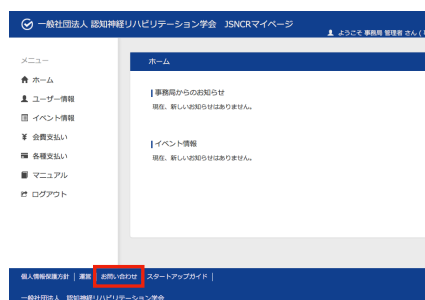 一般社団法人 認知神経リハビリテーション学会 JSNCRマイページ
ようこそ 事務局 管理者 さん (
メニュー
ホーム
ホーム
ユーザー情報
事務局からのお知らせ
現在、新しいお知らせはありません。
イベント情報
¥ 会費支払い
イベント情報
各種支払い
現在、新しいお知らせはありません。
マニュアル
ログアウト
個人情報保護方針 | 運営 | お問い合わせ | スタートアップガイド |
一般社団法人 認知神経リハビリテーション学会